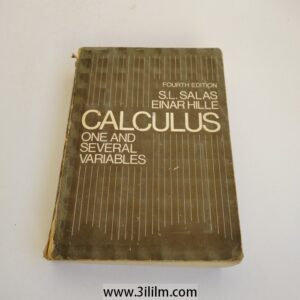 FOURTH EDITION
S.L. SALAS
EINAR HILLE
CALCULUS
ONE AND
SEVERAL
VARIABLES
www.3ililm.com